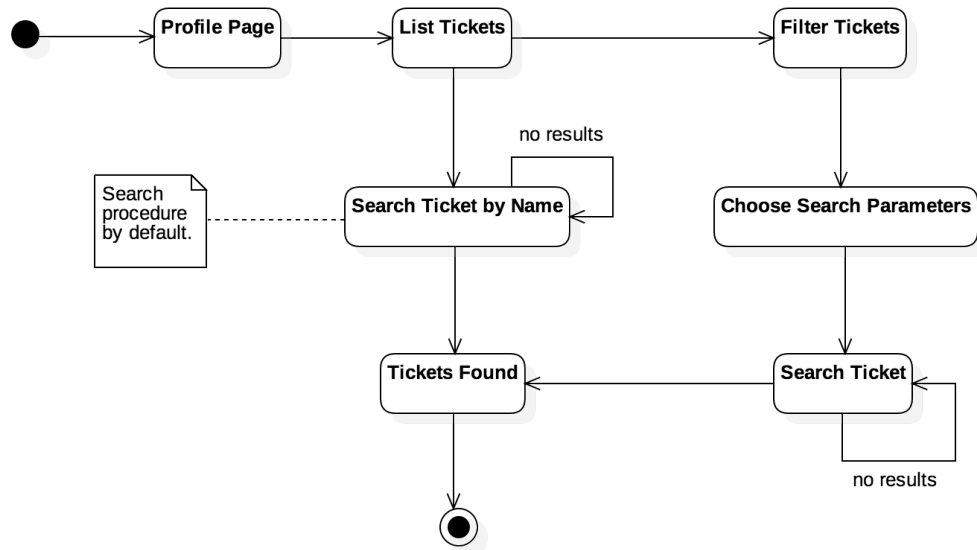 Profile Page
List Tickets
Filter Tickets
no results
Search
procedure
by default.
Search Ticket by Name
Choose Search Parameters
Tickets Found
Search Ticket
no results